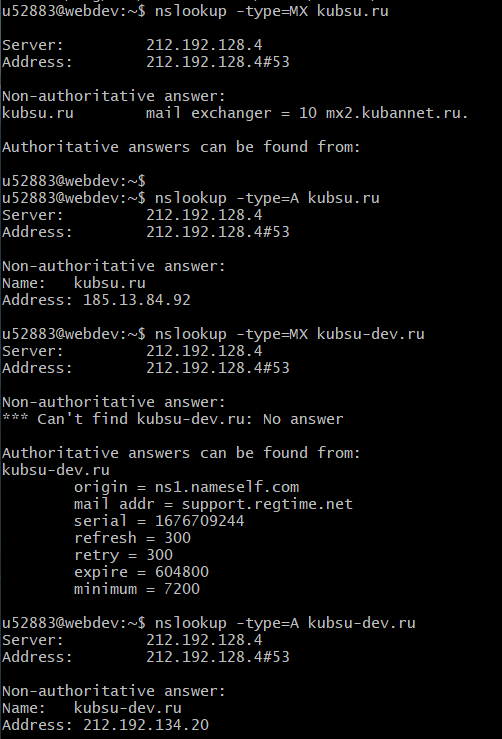 u52883@webdev:~$ nslookup -type=MX kubsu.ru
Server: 212.192.128.4
Address: 212.192.128.4#53
Non-authoritative answer:
kubsu.ru mail exchanger = 10 mx2.kubannet.ru.
Authoritative answers can be found from:
u52883@webdev:~$
u52883@webdev:~$ nslookup -type=A kubsu.ru
Server: 212.192.128.4
Address: 212.192.128.4#53
Non-authoritative answer:
Name: kubsu.ru
Address: 185.13.84.92
u52883@webdev:~$ nslookup -type=MX kubsu-dev.ru
Server: 212.192.128.4
Address: 212.192.128.4#53
Non-authoritative answer:
*** Can't find kubsu-dev.ru: No answer
Authoritative answers can be found from:
kubsu-dev.ru
origin = ns1.nameself.com
mail addr = support.regtime.net
serial = 1676709244
refresh = 300
retry = 300
expire = 604800
minimum = 7200
u52883@webdev:~$ nslookup -type=A kubsu-dev.ru
Server: 212.192.128.4
Address: 212.192.128.4#53
Non-authoritative answer:
Name: kubsu-dev.ru
Address: 212.192.134.20